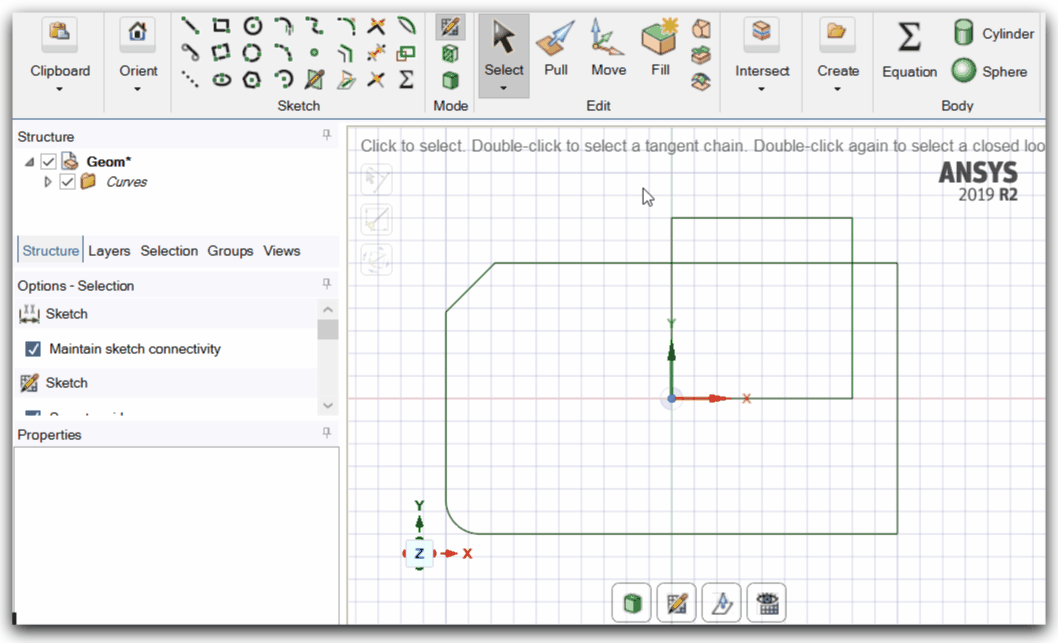 Clipboard
Orient
Sketch
Mode
Select
Pull
Move
Fill
Edit
Intersect
Create
Equation
Cylinder
Sphere
Body
Structure
Geom*
Curves
Structure Layers Selection Groups Views
Options - Selection
Sketch
Maintain sketch connectivity
Sketch
Properties
Click to select. Double-click to select a tangent chain. Double-click again to select a closed loo
ANSYS
2019 R2
Y
X
Y
Z
X